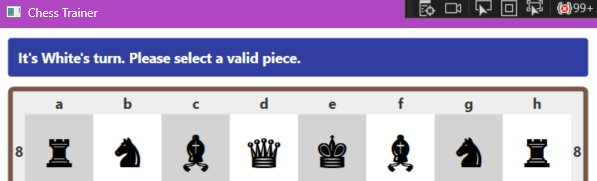 Chess Trainer
99+
It's White's turn. Please select a valid piece.
a b c d e f g h
8 8